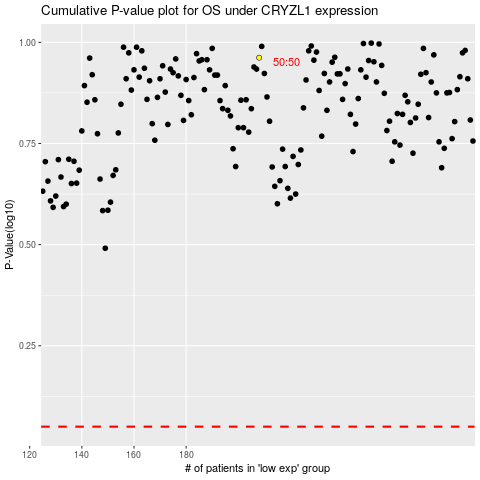 Cumulative P-value plot for OS under CRYZL1 expression
P-Value(log10)
1.00
0.75
0.50
0.25
50:50
120 140 160 180
# of patients in 'low exp' group